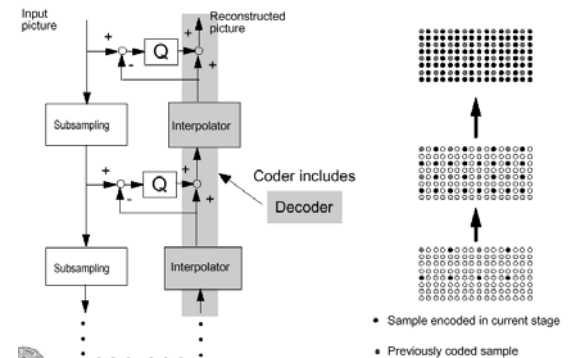 Input
picture
Reconstructed
picture
+
+
Q
-
+
Subsampling
Interpolator
+
+
Q
-
+
Coder includes
Decoder
Subsampling
Interpolator
Sample encoded in current stage
Previously coded sample